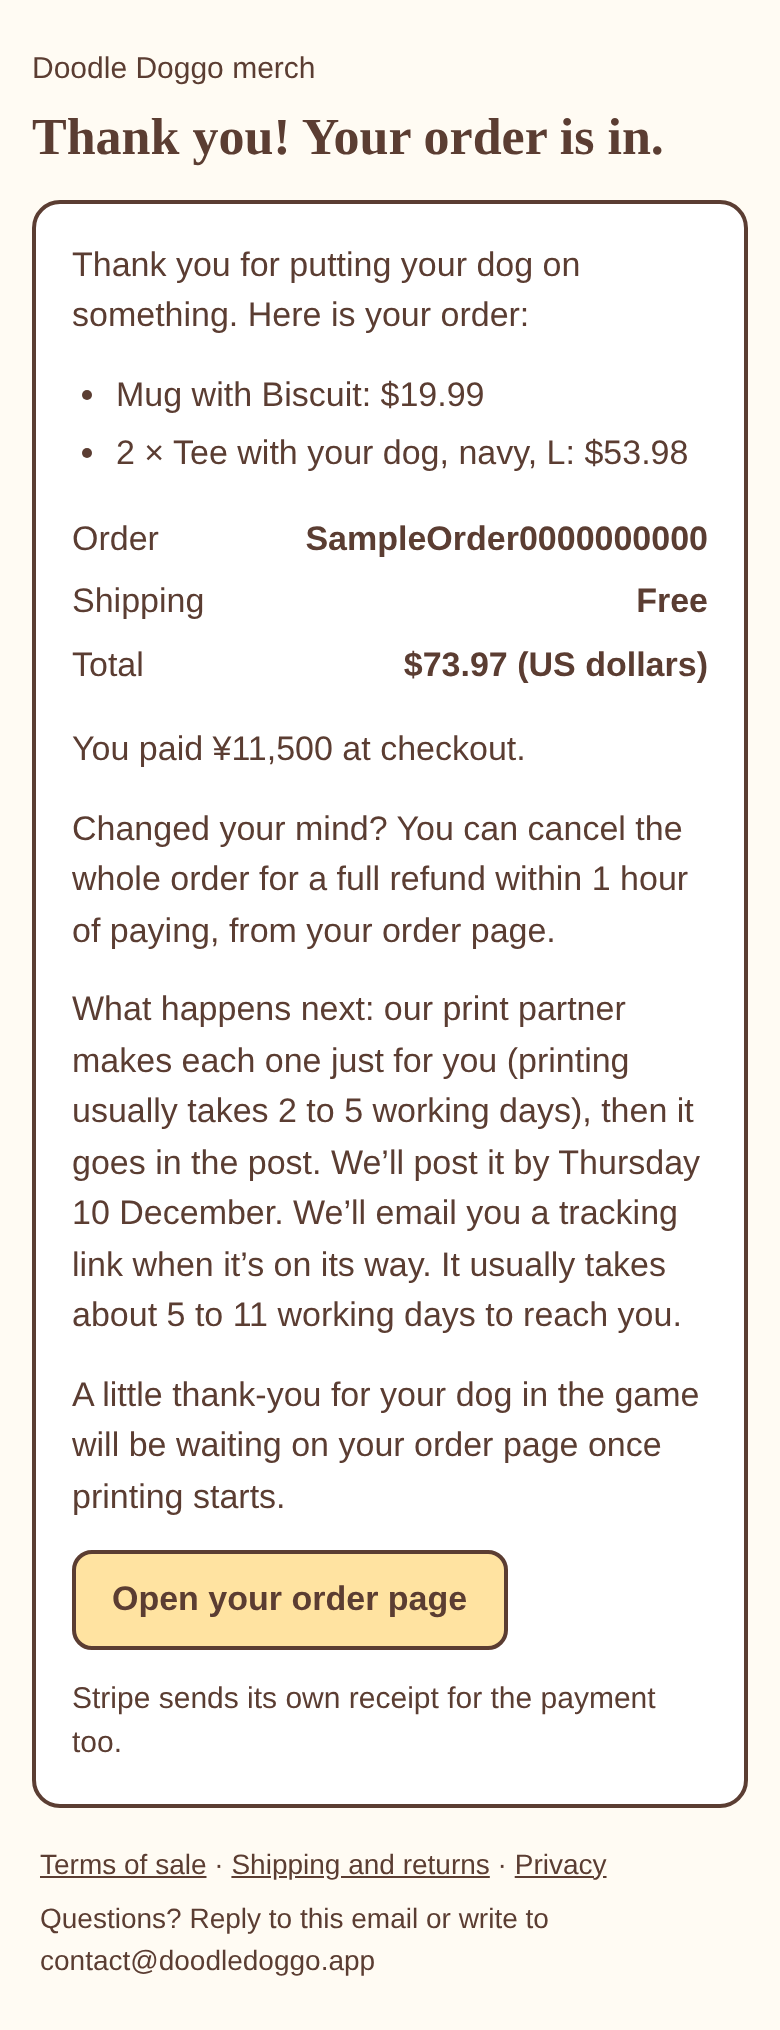 Doodle Doggo merch
Thank you! Your order is in.
Thank you for putting your dog on
something. Here is your order:
• Mug with Biscuit: $19.99
• 2 × Tee with your dog, navy, L: $53.98
Order SampleOrder0000000000
Shipping Free
Total $73.97 (US dollars)
You paid ¥11,500 at checkout.
Changed your mind? You can cancel the
whole order for a full refund within 1 hour
of paying, from your order page.
What happens next: our print partner
makes each one just for you (printing
usually takes 2 to 5 working days), then it
goes in the post. We’ll post it by Thursday
10 December. We’ll email you a tracking
link when it’s on its way. It usually takes
about 5 to 11 working days to reach you.
A little thank-you for your dog in the game
will be waiting on your order page once
printing starts.
Open your order page
Stripe sends its own receipt for the payment
too.
Terms of sale · Shipping and returns · Privacy
Questions? Reply to this email or write to
contact@doodledoggo.app